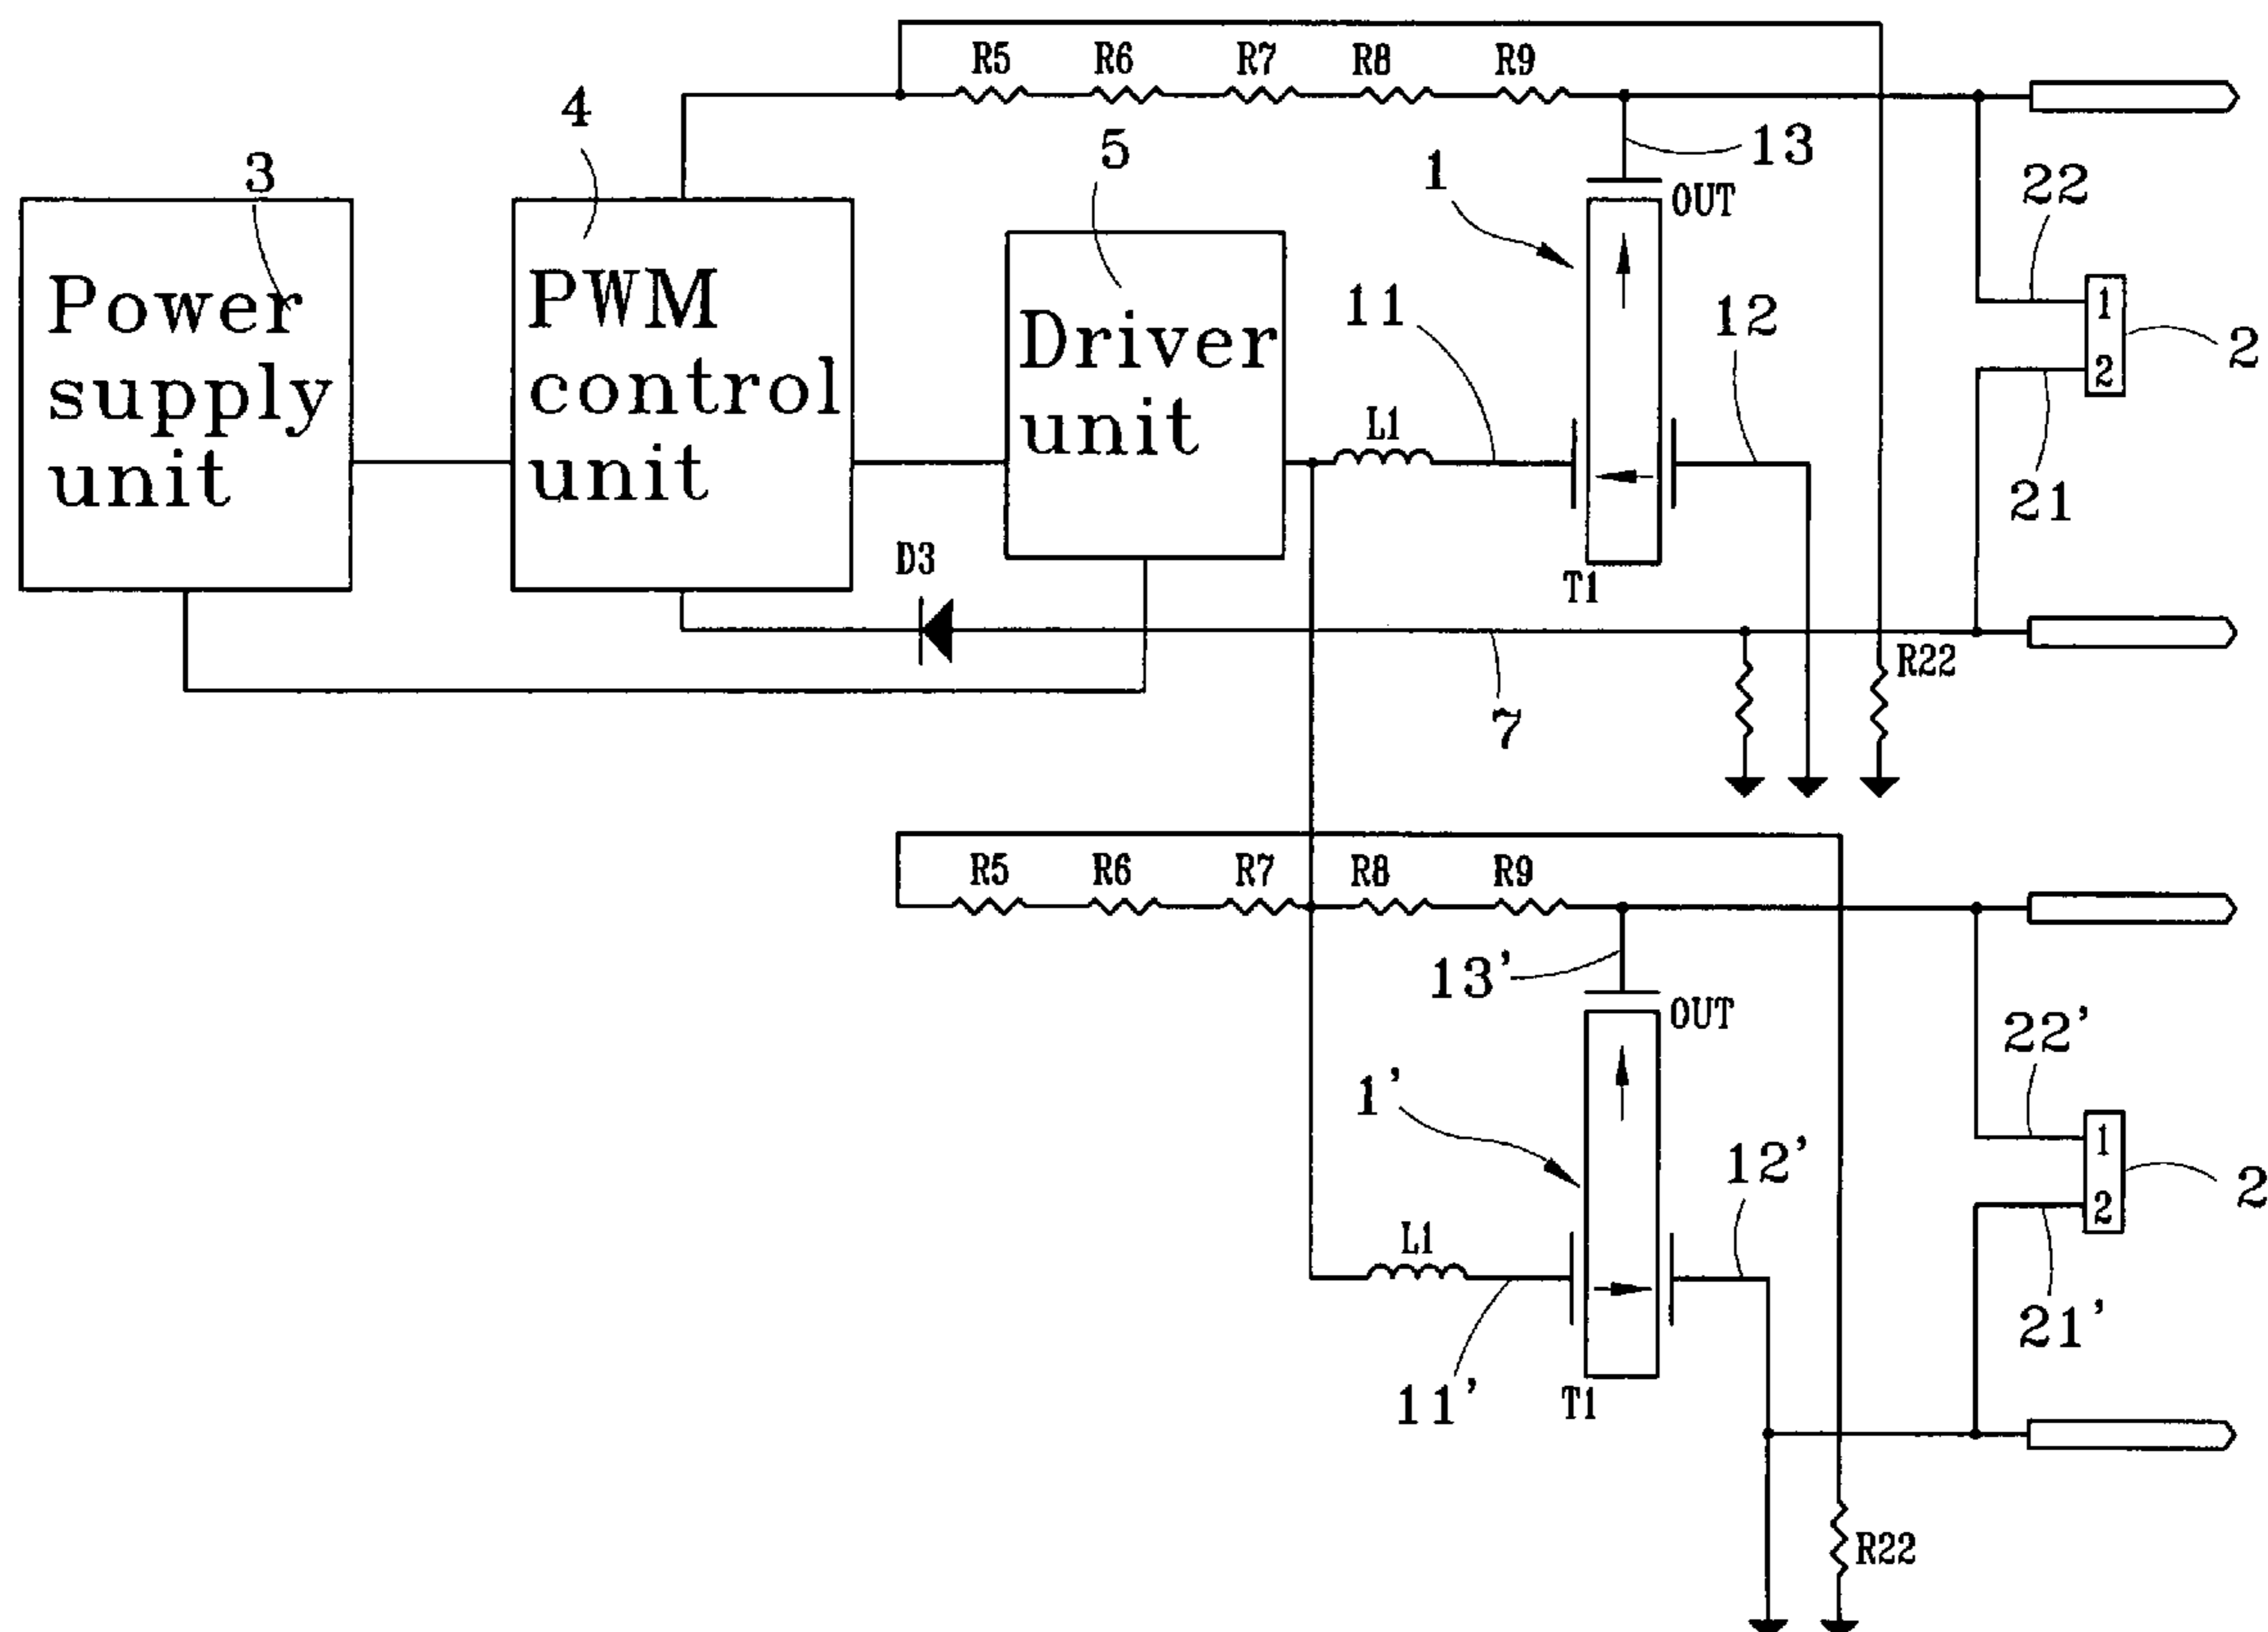 R5 R6 R7 R8 R9
4
5
13
3
1
OUT
22
Power
supply
unit
PWM
control
unit
Driver
unit
11
12
1
2
2
L1
21
D3
T1
R22
7
R5 R6 R7 R8 R9
13'
OUT
22'
1'
12'
1
2
2
L1
21'
11'
T1
R22